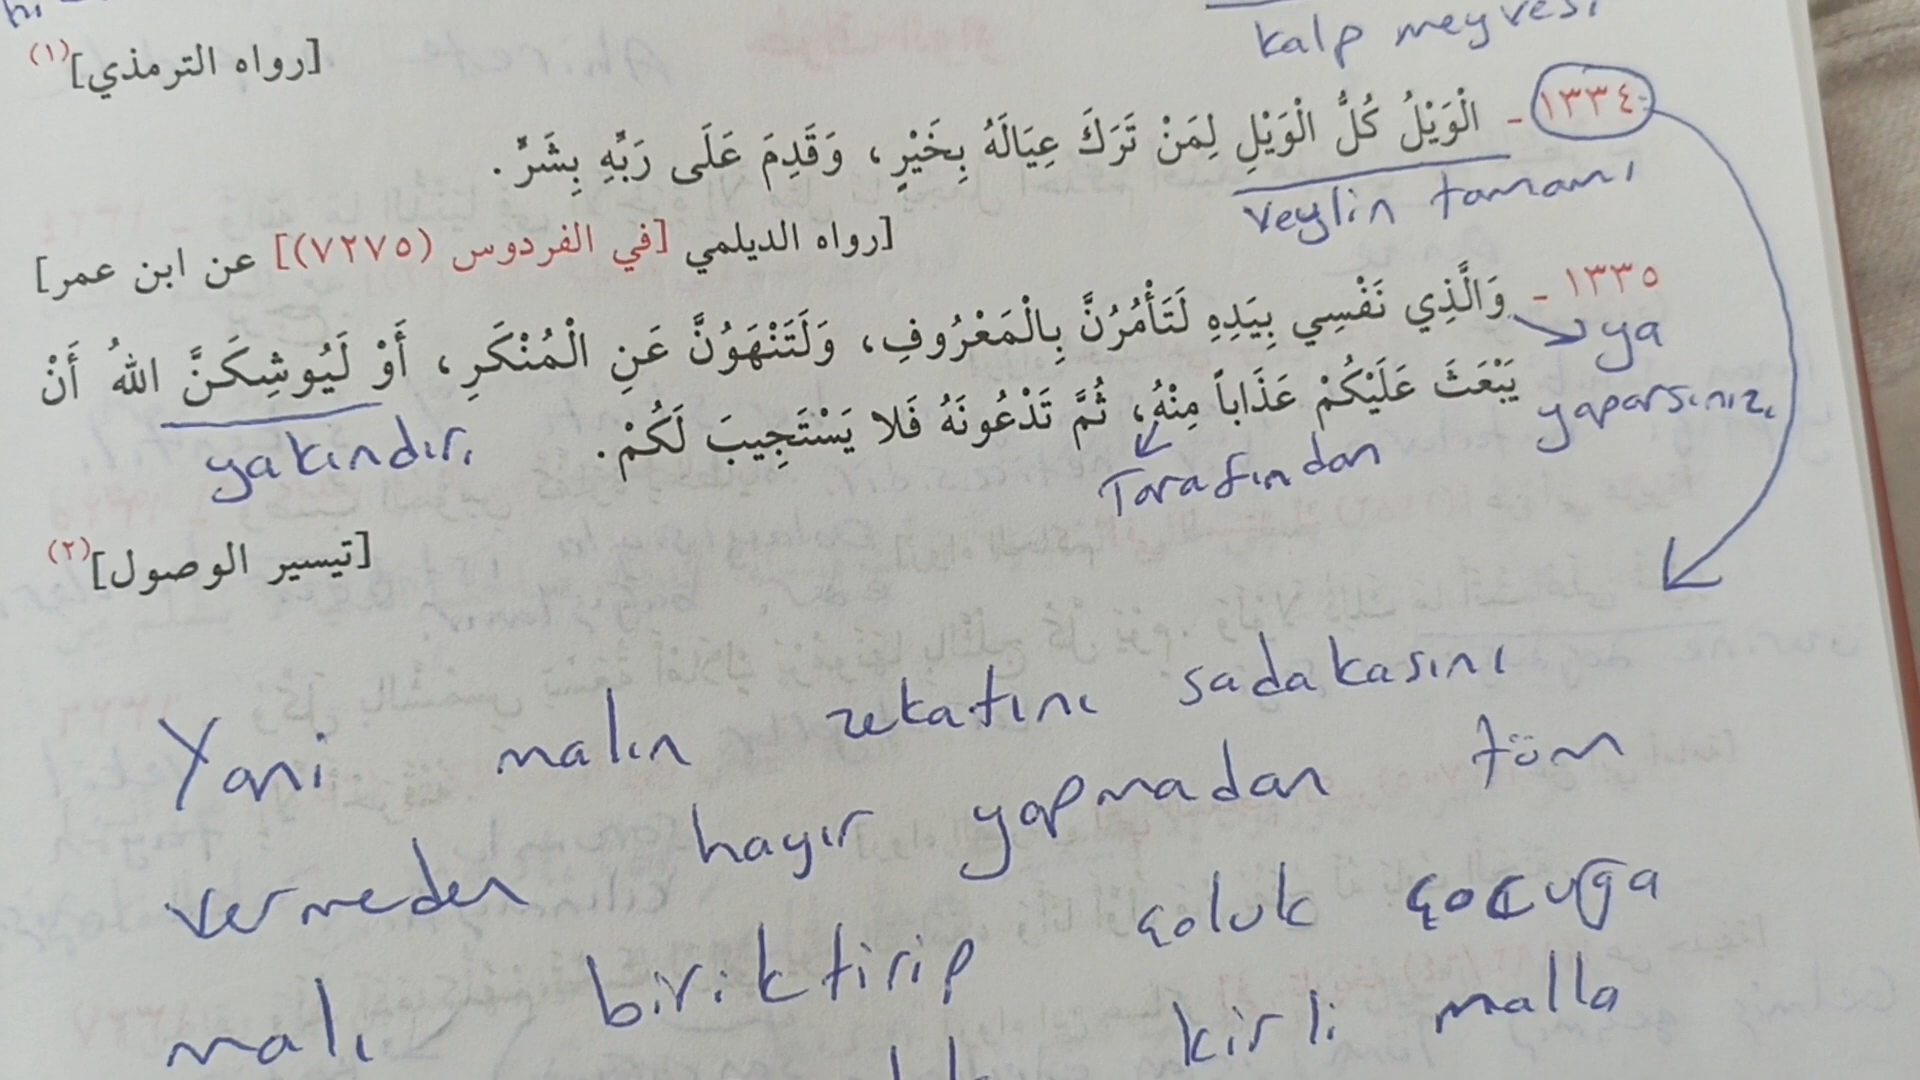 kalp meyvesi
[رواه الترمذي](١)
١٣٣٤ - الْوَيْلُ كُلُّ الْوَيْلِ لِمَنْ تَرَكَ عِيَالَهُ بِخَيْرٍ، وَقَدِمَ عَلَى رَبِّهِ بِشَرٍّ.
veylin tamamı
[رواه الديلمي [في الفردوس (٧٢٧٥)] عن ابن عمر]
١٣٣٥ - وَالَّذِي نَفْسِي بِيَدِهِ لَتَأْمُرُنَّ بِالْمَعْرُوفِ، وَلَتَنْهَوُنَّ عَنِ الْمُنْكَرِ، أَوْ لَيُوشِكَنَّ اللهُ أَنْ
ya
يَبْعَثَ عَلَيْكُمْ عَذَاباً مِنْهُ، ثُمَّ تَدْعُونَهُ فَلا يَسْتَجِيبَ لَكُمْ.
yaparsınız
yakındır.
Tarafından
[تيسير الوصول](٢)
Yani malın zekatını sadakasını
vermeden hayır yapmadan tüm
malı biriktirip çoluk çocuğa
kirli malla